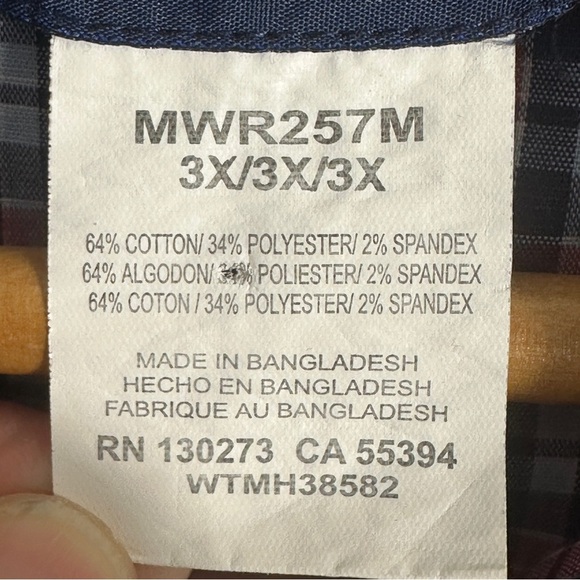 MWR257M
3X/3X/3X
64% COTTON/ 34% POLYESTER/ 2% SPANDEX
64% ALGODON/ 34% POLIESTER/ 2% SPANDEX
64% COTON / 34% POLYESTER/ 2% SPANDEX
MADE IN BANGLADESH
HECHO EN BANGLADESH
FABRIQUE AU BANGLADESH
RN 130273 CA 55394
WTMH38582